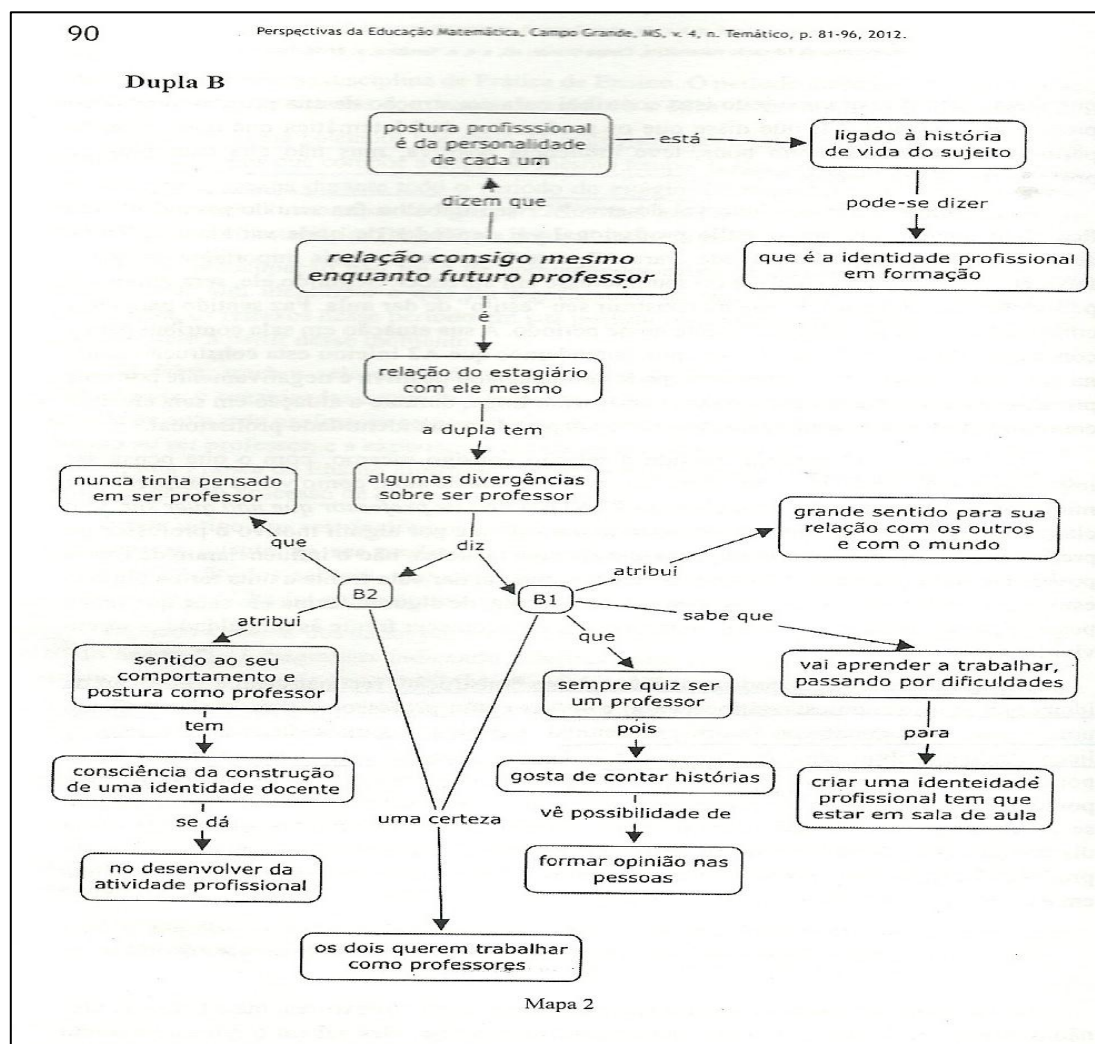 90
Perspectivas da Educação Matemática, Campo Grande, MS, v. 4, n. Temático, p. 81-96, 2012.
Dupla B
postura profisssional
é da personalidade
de cada um
está
ligado à história
de vida do sujeito
dizem que
pode-se dizer
relação consigo mesmo
enquanto futuro professor
que é a identidade profissional
em formação
é
relação do estagiário
com ele mesmo
a dupla tem
nunca tinha pensado
em ser professor
algumas divergências
sobre ser professor
grande sentido para sua
relação com os outros
e com o mundo
que
diz
atribui
B2
B1
sabe que
atribui
que
sentido ao seu
comportamento e
postura como professor
sempre quiz ser
um professor
vai aprender a trabalhar,
passando por dificuldades
tem
pois
para
consciência da construção
de uma identidade docente
gosta de contar histórias
criar uma identeidade
profissional tem que
estar em sala de aula
se dá
uma certeza
vê possibilidade de
no desenvolver da
atividade profissional
formar opinião nas
pessoas
os dois querem trabalhar
como professores
Mapa 2